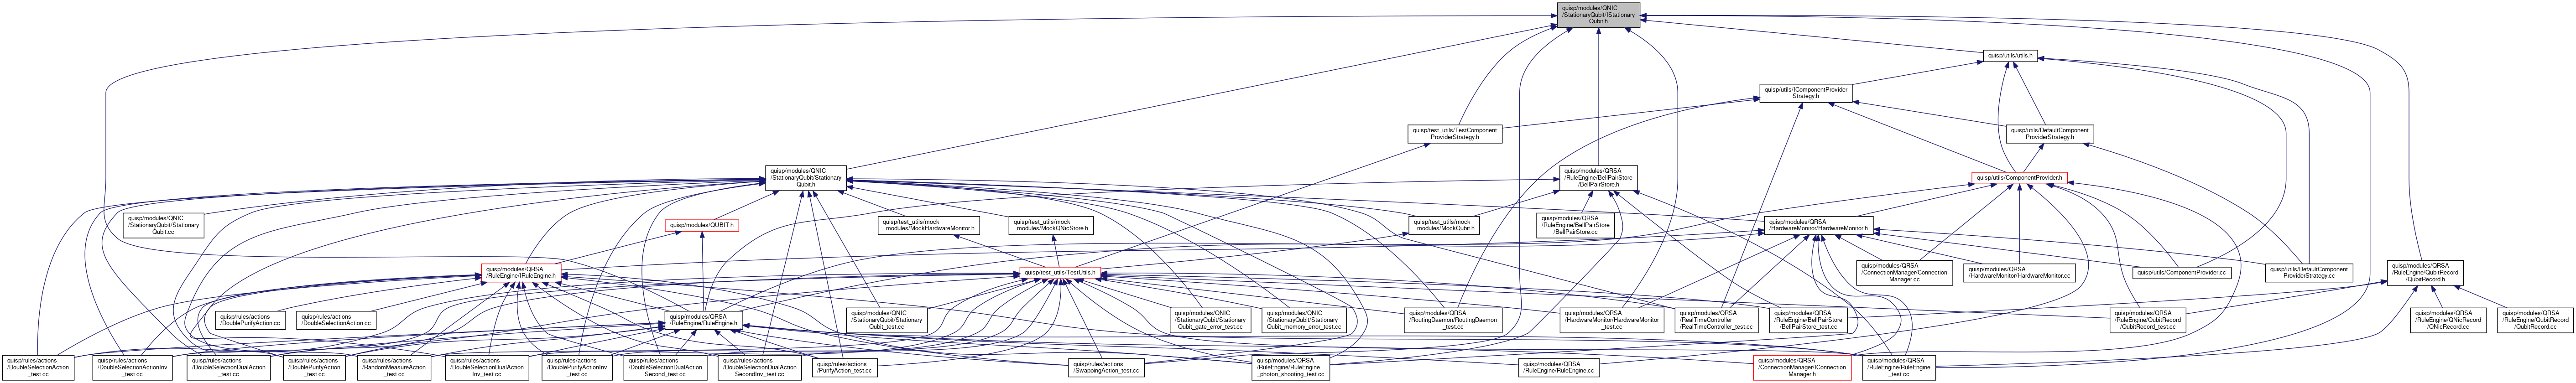 quisp/modules/QNIC
/StationaryQubit/IStationary
Qubit.h
quisp/utils/utils.h
quisp/utils/IComponentProvider
Strategy.h
quisp/test_utils/TestComponent
ProviderStrategy.h
quisp/utils/DefaultComponent
ProviderStrategy.h
quisp/modules/QNIC
/StationaryQubit/Stationary
Qubit.h
quisp/modules/QRSA
/RuleEngine/BellPairStore
/BellPairStore.h
quisp/utils/ComponentProvider.h
quisp/modules/QNIC
/StationaryQubit/Stationary
Qubit.cc
quisp/modules/QUBIT.h
quisp/test_utils/mock
_modules/MockHardwareMonitor.h
quisp/test_utils/mock
_modules/MockQNicStore.h
quisp/test_utils/mock
_modules/MockQubit.h
quisp/modules/QRSA
/RuleEngine/BellPairStore
/BellPairStore.cc
quisp/modules/QRSA
/HardwareMonitor/HardwareMonitor.h
quisp/modules/QRSA
/RuleEngine/IRuleEngine.h
quisp/test_utils/TestUtils.h
quisp/modules/QRSA
/ConnectionManager/Connection
Manager.cc
quisp/modules/QRSA
/HardwareMonitor/HardwareMonitor.cc
quisp/utils/ComponentProvider.cc
quisp/utils/DefaultComponent
ProviderStrategy.cc
quisp/modules/QRSA
/RuleEngine/QubitRecord
/QubitRecord.h
quisp/rules/actions
/DoublePurifyAction.cc
quisp/rules/actions
/DoubleSelectionAction.cc
quisp/modules/QRSA
/RuleEngine/RuleEngine.h
quisp/modules/QNIC
/StationaryQubit/Stationary
Qubit_test.cc
quisp/modules/QNIC
/StationaryQubit/Stationary
Qubit_gate_error_test.cc
quisp/modules/QNIC
/StationaryQubit/Stationary
Qubit_memory_error_test.cc
quisp/modules/QRSA
/RoutingDaemon/RoutingDaemon
_test.cc
quisp/modules/QRSA
/HardwareMonitor/HardwareMonitor
_test.cc
quisp/modules/QRSA
/RealTimeController
/RealTimeController_test.cc
quisp/modules/QRSA
/RuleEngine/BellPairStore
/BellPairStore_test.cc
quisp/modules/QRSA
/RuleEngine/QubitRecord
/QubitRecord_test.cc
quisp/modules/QRSA
/RuleEngine/QNicRecord
/QNicRecord.cc
quisp/modules/QRSA
/RuleEngine/QubitRecord
/QubitRecord.cc
quisp/rules/actions
/DoubleSelectionAction
_test.cc
quisp/rules/actions
/DoubleSelectionActionInv
_test.cc
quisp/rules/actions
/DoubleSelectionDualAction
_test.cc
quisp/rules/actions
/DoublePurifyAction
_test.cc
quisp/rules/actions
/RandomMeasureAction
_test.cc
quisp/rules/actions
/DoubleSelectionDualAction
Inv_test.cc
quisp/rules/actions
/DoublePurifyActionInv
_test.cc
quisp/rules/actions
/DoubleSelectionDualAction
Second_test.cc
quisp/rules/actions
/DoubleSelectionDualAction
SecondInv_test.cc
quisp/rules/actions
/PurifyAction_test.cc
quisp/rules/actions
/SwappingAction_test.cc
quisp/modules/QRSA
/RuleEngine/RuleEngine
_photon_shooting_test.cc
quisp/modules/QRSA
/RuleEngine/RuleEngine.cc
quisp/modules/QRSA
/ConnectionManager/IConnection
Manager.h
quisp/modules/QRSA
/RuleEngine/RuleEngine
_test.cc